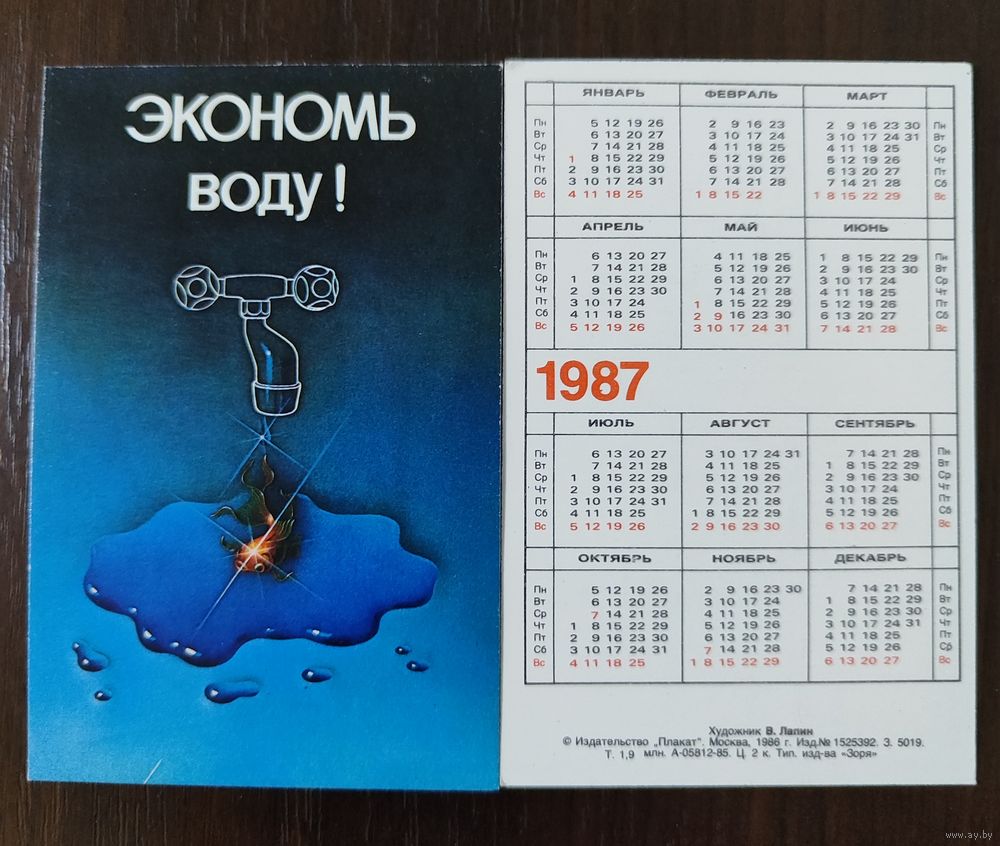 ЭКОНОМЬ
ВОДУ!
ЯНВАРЬ ФЕВРАЛЬ МАРТ
Пн 5 12 19 26 2 9 16 23 2 9 16 23 30 Пн
Вт 6 13 20 27 3 10 17 24 3 10 17 24 31 Вт
Ср 7 14 21 28 4 11 18 25 4 11 18 25 Ср
Чт 1 8 15 22 29 5 12 19 26 5 12 19 26 Чт
Пт 2 9 16 23 30 6 13 20 27 6 13 20 27 Пт
Сб 3 10 17 24 31 7 14 21 28 7 14 21 28 Сб
Вс 4 11 18 25 1 8 15 22 1 8 15 22 29 Вс
АПРЕЛЬ МАЙ ИЮНЬ
Пн 6 13 20 27 4 11 18 25 1 8 15 22 29 Пн
Вт 7 14 21 28 5 12 19 26 2 9 16 23 30 Вт
Ср 1 8 15 22 29 6 13 20 27 3 10 17 24 Ср
Чт 2 9 16 23 30 7 14 21 28 4 11 18 25 Чт
Пт 3 10 17 24 1 8 15 22 29 5 12 19 26 Пт
Сб 4 11 18 25 2 9 16 23 30 6 13 20 27 Сб
Вс 5 12 19 26 3 10 17 24 31 7 14 21 28 Вс
1987
ИЮЛЬ АВГУСТ СЕНТЯБРЬ
Пн 6 13 20 27 3 10 17 24 31 7 14 21 28 Пн
Вт 7 14 21 28 4 11 18 25 1 8 15 22 29 Вт
Ср 1 8 15 22 29 5 12 19 26 2 9 16 23 30 Ср
Чт 2 9 16 23 30 6 13 20 27 3 10 17 24 Чт
Пт 3 10 17 24 31 7 14 21 28 4 11 18 25 Пт
Сб 4 11 18 25 1 8 15 22 29 5 12 19 26 Сб
Вс 5 12 19 26 2 9 16 23 30 6 13 20 27 Вс
ОКТЯБРЬ НОЯБРЬ ДЕКАБРЬ
Пн 5 12 19 26 2 9 16 23 30 7 14 21 28 Пн
Вт 6 13 20 27 3 10 17 24 1 8 15 22 29 Вт
Ср 7 14 21 28 4 11 18 25 2 9 16 23 30 Ср
Чт 1 8 15 22 29 5 12 19 26 3 10 17 24 31 Чт
Пт 2 9 16 23 30 6 13 20 27 4 11 18 25 Пт
Сб 3 10 17 24 31 7 14 21 28 5 12 19 26 Сб
Вс 4 11 18 25 1 8 15 22 29 6 13 20 27 Вс
Художник В. Лапин
© Издательство „Плакат". Москва, 1986 г. Изд.№ 1525392. З. 5019.
Т. 1,9 млн. А-05812-85. Ц. 2 к. Тип. изд-ва «Зоря»
www.ay.by